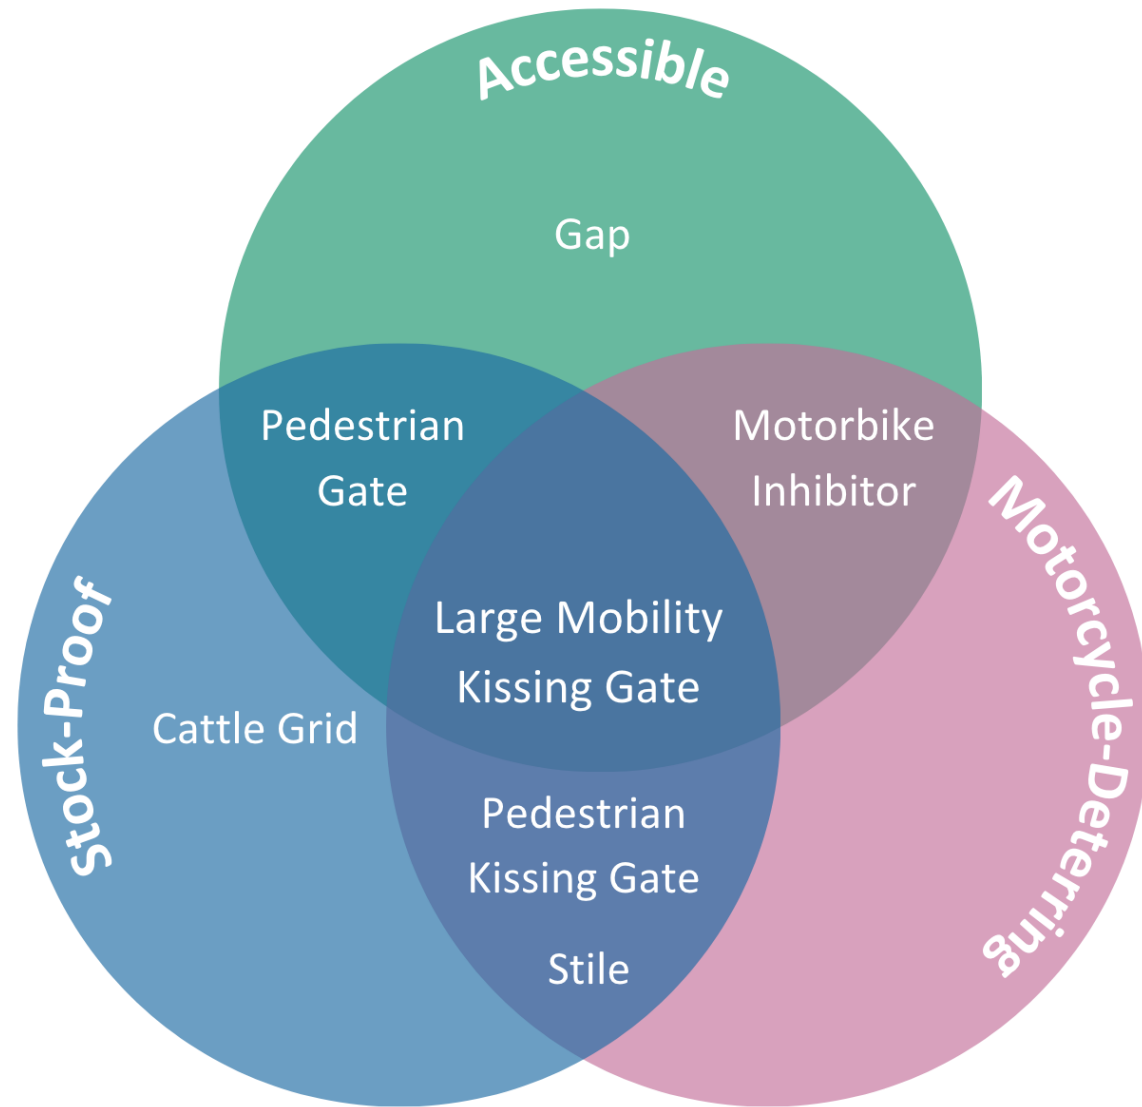 Accessible
Gap
Pedestrian
Gate
Motorbike
Inhibitor
Stock-Proof
Motorcycle-Deterring
Large Mobility
Kissing Gate
Cattle Grid
Pedestrian
Kissing Gate
Stile